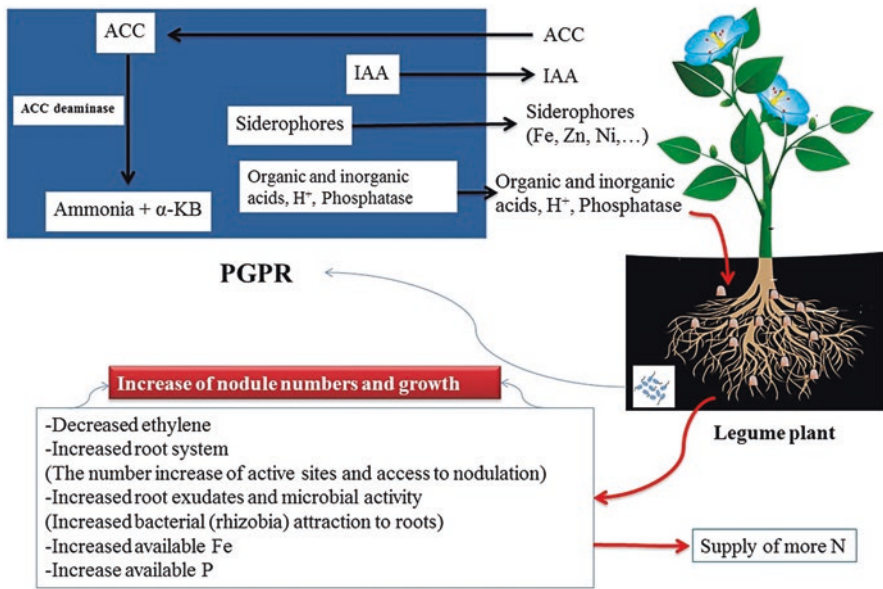 ACC
ACC
IAA
IAA
ACC deaminase
Siderophores
Siderophores
(Fe, Zn, Ni,...)
Organic and inorganic
acids, H⁺, Phosphatase
Organic and inorganic
acids, H⁺, Phosphatase
Ammonia + α-KB
PGPR
Increase of nodule numbers and growth
Legume plant
-Decreased ethylene
-Increased root system
(The number increase of active sites and access to nodulation)
-Increased root exudates and microbial activity
(Increased bacterial (rhizobia) attraction to roots)
-Increased available Fe
-Increase available P
Supply of more N